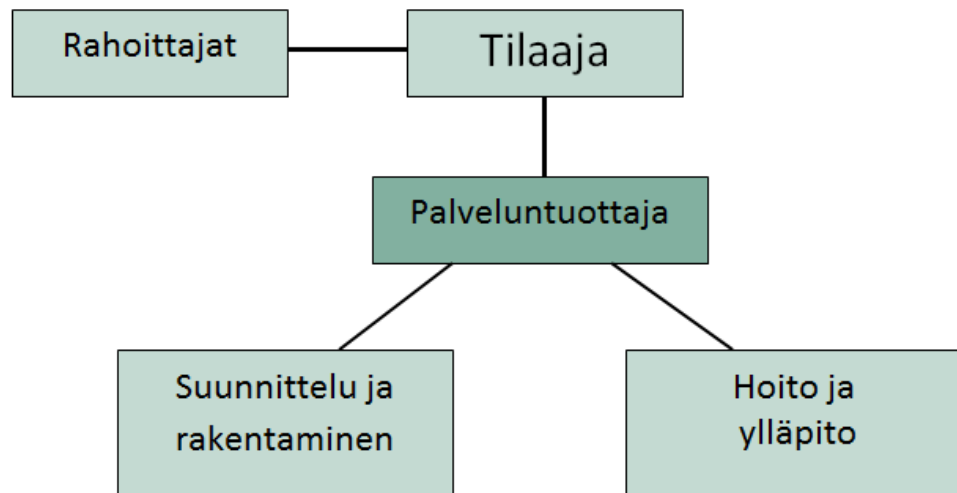 Rahoittajat
Tilaaja
Palveluntuottaja
Suunnittelu ja
rakentaminen
Hoito ja
ylläpito